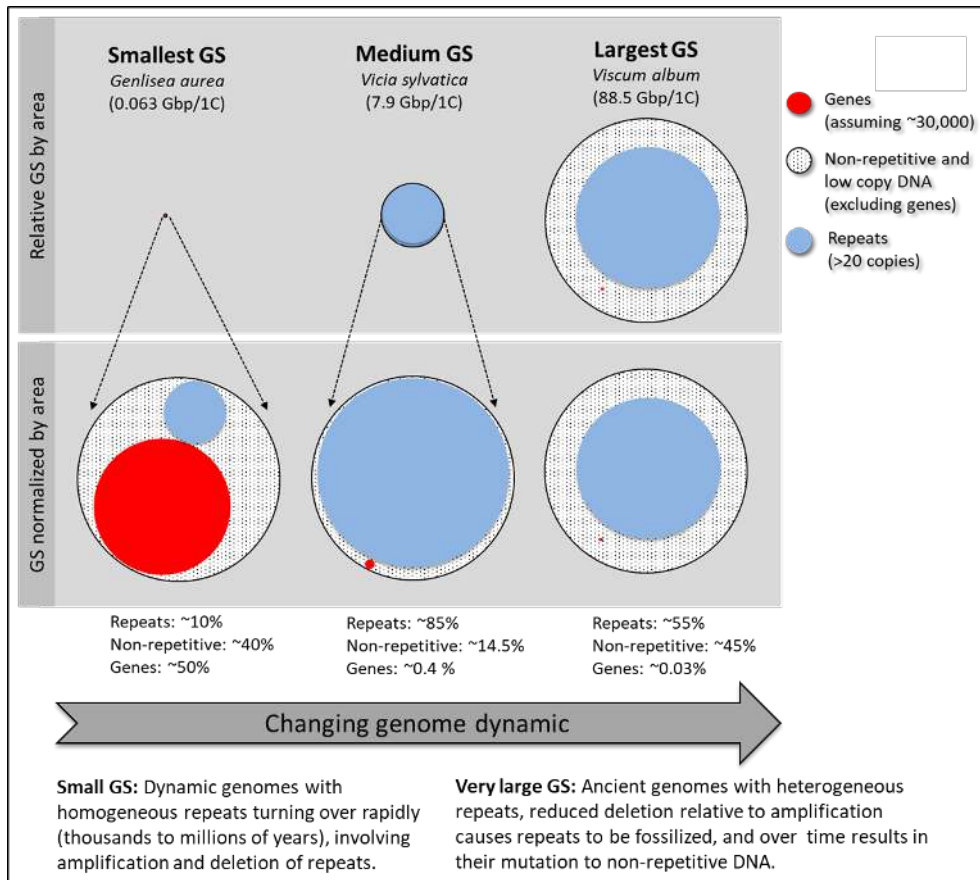 Relative GS by area
Smallest GS
Genlisea aurea
(0.063 Gbp/1C)
Medium GS
Vicia sylvatica
(7.9 Gbp/1C)
Largest GS
Viscum album
(88.5 Gbp/1C)
Genes
(assuming ~30,000)
Non-repetitive and
low copy DNA
(excluding genes)
Repeats
(>20 copies)
GS normalized by area
Repeats: ~10%
Non-repetitive: ~40%
Genes: ~50%
Repeats: ~85%
Non-repetitive: ~14.5%
Genes: ~0.4 %
Repeats: ~55%
Non-repetitive: ~45%
Genes: ~0.03%
Changing genome dynamic
Small GS: Dynamic genomes with
homogeneous repeats turning over rapidly
(thousands to millions of years), involving
amplification and deletion of repeats.
Very large GS: Ancient genomes with heterogeneous
repeats, reduced deletion relative to amplification
causes repeats to be fossilized, and over time results in
their mutation to non-repetitive DNA.